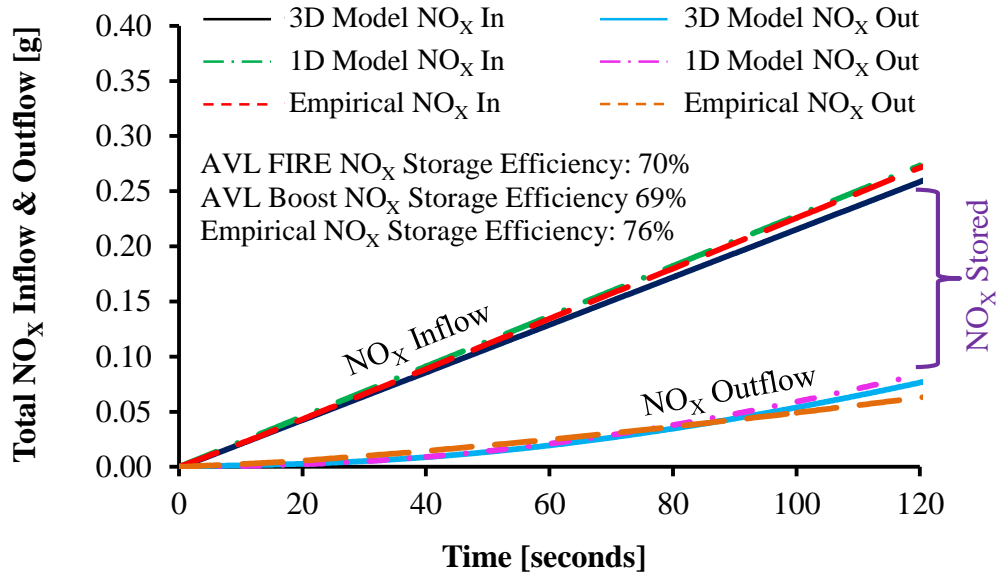 Total NOX Inflow & Outflow [g]
0.40
0.35
0.30
0.25
0.20
0.15
0.10
0.05
0.00
3D Model NOX In
3D Model NOX Out
1D Model NOX In
1D Model NOX Out
Empirical NOX In
Empirical NOX Out
AVL FIRE NOX Storage Efficiency: 70%
AVL Boost NOX Storage Efficiency 69%
Empirical NOX Storage Efficiency: 76%
NOX Inflow
NOX Outflow
NOX Stored
0 20 40 60 80 100 120
Time [seconds]